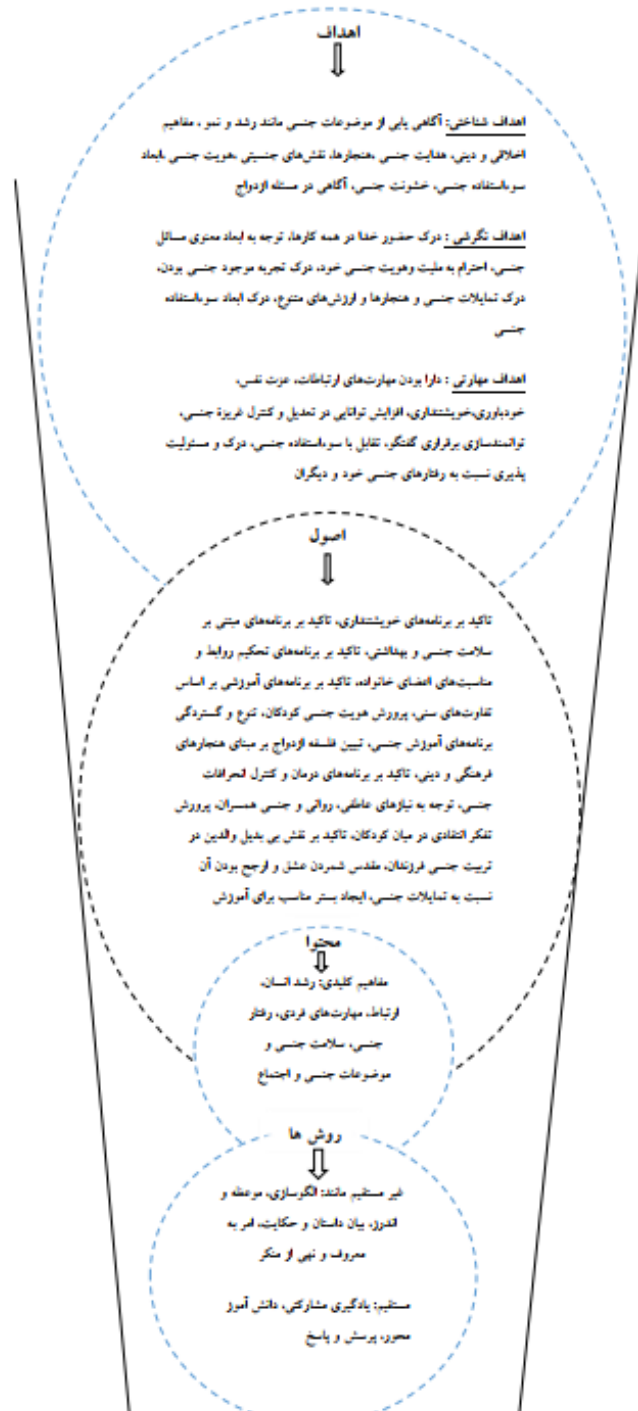 اهداف
اهداف شناختی: آگاهی یابی از موضوعات جنسی مانند رشد و نمو ، مفاهیم
اخلاقی و دینی، هدایت جنسی ،هنجارها، نقش‌های جنسیتی ،هویت جنسی ،ابعاد
سوءاستفاده جنسی، خشونت جنسی، آگاهی در مسئله ازدواج
اهداف نگرشی : درک حضور خدا در همه کارها، توجه به ابعاد معنوی مسائل
جنسی، احترام به ملیت وهویت جنسی خود، درک تجربه موجود جنسی بودن،
درک تمایلات جنسی و هنجارها و ارزش‌های متنوع، درک ابعاد سوءاستفاده
جنسی
اهداف مهارتی : دارا بودن مهارت‌های ارتباطات، عزت نفس،
خودباوری،خویشتنداری، افزایش توانایی در تعدیل و کنترل غریزة جنسی،
توانمندسازی برقراری گفتگو، تقابل با سوءاستفاده جنسی، درک و مسئولیت
پذیری نسبت به رفتارهای جنسی خود و دیگران
اصول
تاکید بر برنامه‌های خویشتنداری، تاکید بر برنامه‌های مبتنی بر
سلامت جنسی و بهداشتی، تاکید بر برنامه‌های تحکیم روابط و
مناسبت‌های اعضای خانواده، تاکید بر برنامه‌های آموزشی بر اساس
تفاوت‌های سنی، پرورش هویت جنسی کودکان، تنوع و گستردگی
برنامه‌های آموزش جنسی، تبیین فلسفه ازدواج بر مبنای هنجارهای
فرهنگی و دینی، تاکید بر برنامه‌های درمان و کنترل انحرافات
جنسی، توجه به نیازهای عاطفی، روانی و جنسی همسران، پرورش
تفکر انتقادی در میان کودکان، تاکید بر نقش بی بدیل والدین در
تربیت جنسی فرزندان، مقدس شمردن عشق و ارجح بودن آن
نسبت به تمایلات جنسی، ایجاد بستر مناسب برای آموزش
محتوا
مفاهیم کلیدی: رشد انسان،
ارتباط، مهارت‌های فردی، رفتار
جنسی، سلامت جنسی و
موضوعات جنسی و اجتماع
روش ها
غیر مستقیم مانند: الگوسازی، موعظه و
اندرز، بیان داستان و حکایت، امر به
معروف و نهی از منکر
مستقیم: یادگیری مشارکتی، دانش آموز
محور، پرسش و پاسخ